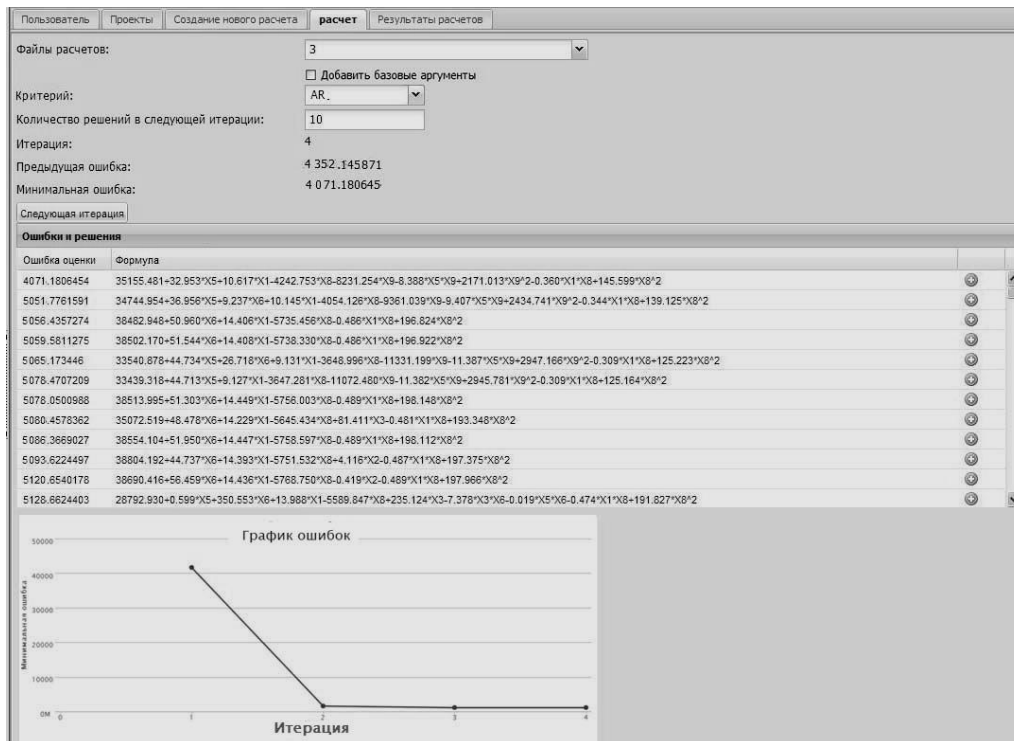 Пользователь Проекты Создание нового расчета расчет Результаты расчетов
Файлы расчетов: 3
Добавить базовые аргументы
Критерий: AR.
Количество решений в следующей итерации: 10
Итерация: 4
Предыдущая ошибка: 4 352.145871
Минимальная ошибка: 4 071.180645
Следующая итерация
Ошибки и решения
Ошибка оценки Формула
4071.1806454 35155.481+32.953*X5+10.617*X1-4242.753*X8-8231.254*X9-8.388*X5*X9+2171.013*X9^2-0.360*X1*X8+145.599*X8^2
5051.7761591 34744.954+36.956*X5+9.237*X6+10.145*X1-4054.126*X8-9361.039*X9-9.407*X5*X9+2434.741*X9^2-0.344*X1*X8+139.125*X8^2
5056.4357274 38482.948+50.960*X6+14.406*X1-5735.456*X8-0.486*X1*X8+196.824*X8^2
5059.5811275 38502.170+51.544*X6+14.408*X1-5738.330*X8-0.486*X1*X8+196.922*X8^2
5065.173446 33540.878+44.734*X5+26.718*X6+9.131*X1-3648.996*X8-11331.199*X9-11.387*X5*X9+2947.166*X9^2-0.309*X1*X8+125.223*X8^2
5078.4707209 33439.318+44.713*X5+9.127*X1-3647.281*X8-11072.480*X9-11.382*X5*X9+2945.781*X9^2-0.309*X1*X8+125.164*X8^2
5078.0500988 38513.995+51.303*X6+14.449*X1-5756.003*X8-0.489*X1*X8+198.148*X8^2
5080.4578362 35072.519+48.478*X6+14.229*X1-5645.434*X8+81.411*X3-0.481*X1*X8+193.348*X8^2
5086.3669027 38554.104+51.950*X6+14.447*X1-5758.597*X8-0.489*X1*X8+198.112*X8^2
5093.6224497 38804.192+44.737*X6+14.393*X1-5751.532*X8+4.116*X2-0.487*X1*X8+197.375*X8^2
5120.6540178 38690.416+56.459*X6+14.436*X1-5768.750*X8-0.419*X2-0.489*X1*X8+197.966*X8^2
5128.6624403 28792.930+0.599*X5+350.553*X6+13.988*X1-5589.847*X8+235.124*X3-7.378*X3*X6-0.019*X5*X6-0.474*X1*X8+191.827*X8^2
График ошибок
50000
40000
30000
20000
10000
0M
Минимальная ошибка
0 1 2 3 4
Итерация